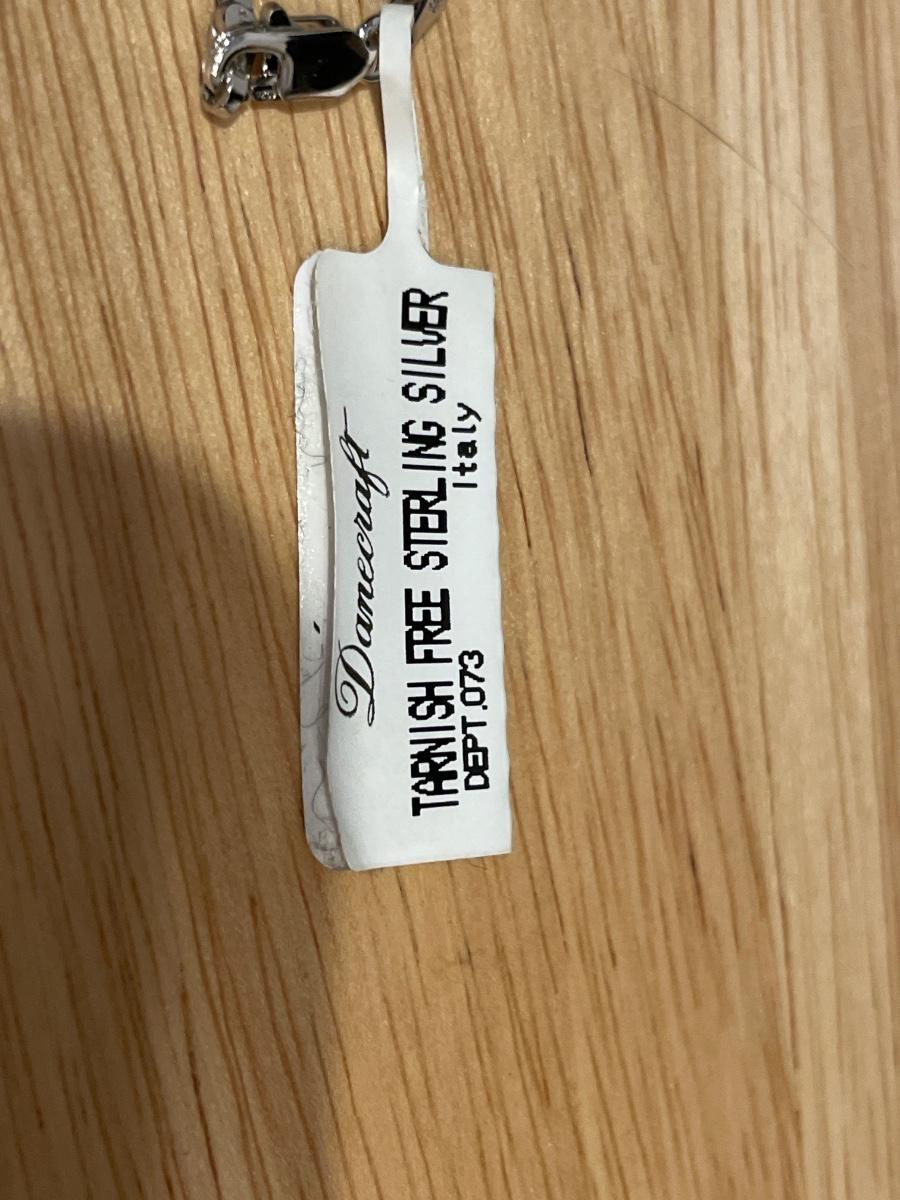 Danecraft
TARNISH FREE STERLING SILVER
DEPT.073 Italy